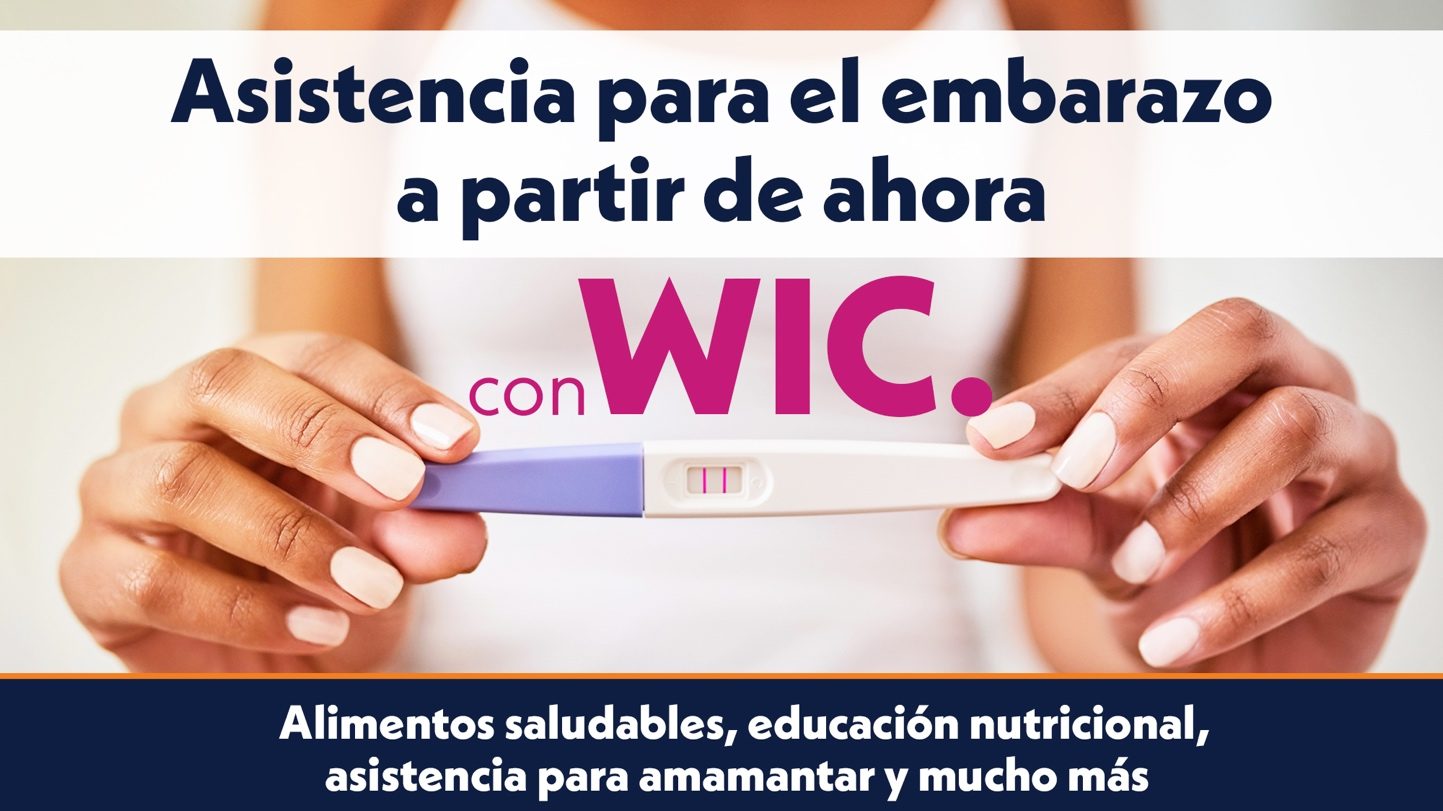 Asistencia para el embarazo
a partir de ahora
con WIC.
Alimentos saludables, educación nutricional,
asistencia para amamantar y mucho más